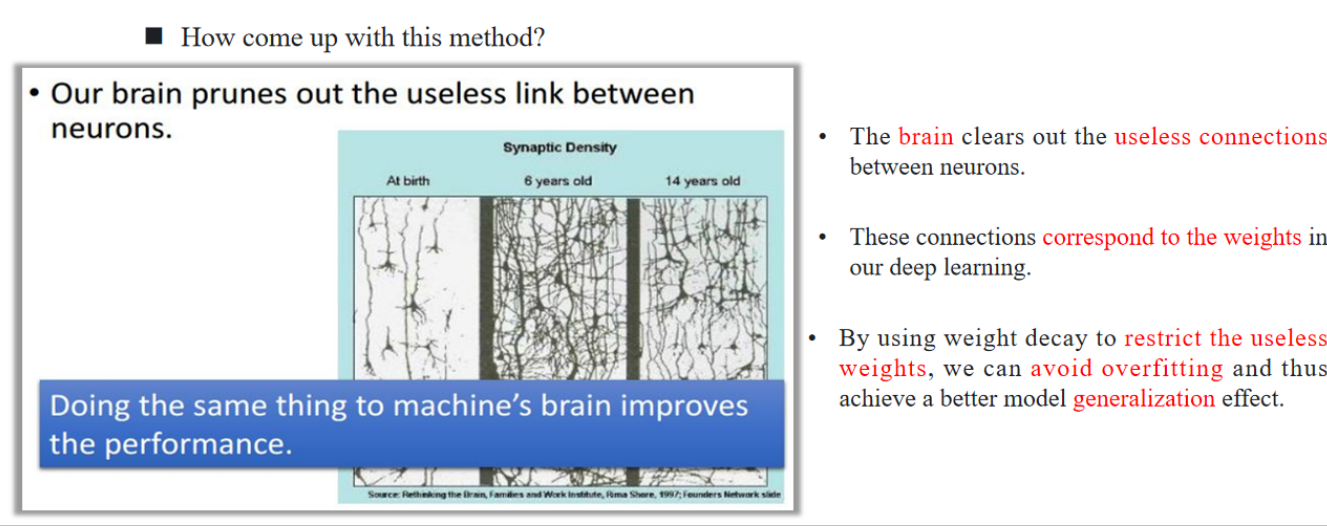 ■ How come up with this method?
• Our brain prunes out the useless link between
neurons.
Synaptic Density
At birth 6 years old 14 years old
Doing the same thing to machine's brain improves
the performance.
Source: Rethinking the Brain, Families and Work Institute, Rima Shore, 1997; Founders Network slide
• The brain clears out the useless connections
between neurons.
• These connections correspond to the weights in
our deep learning.
• By using weight decay to restrict the useless
weights, we can avoid overfitting and thus
achieve a better model generalization effect.